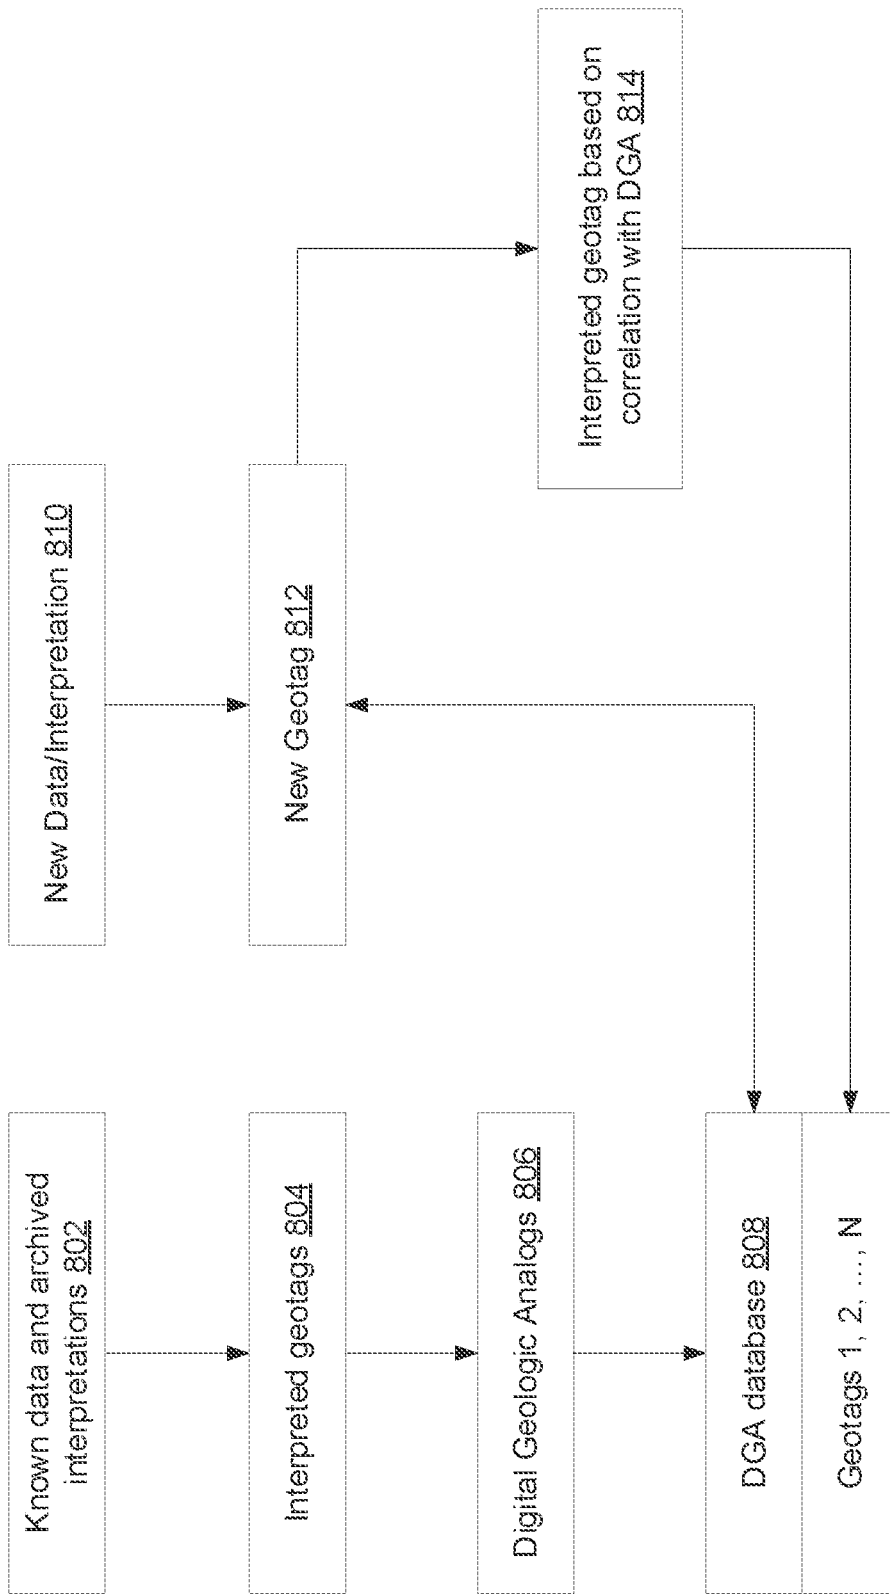 Known data and archived
interpretations 802
Interpreted geotags 804
Digital Geologic Analogs 806
DGA database 808
Geotags 1, 2, ..., N
New Data/Interpretation 810
New Geotag 812
Interpreted geotag based on
correlation with DGA 814